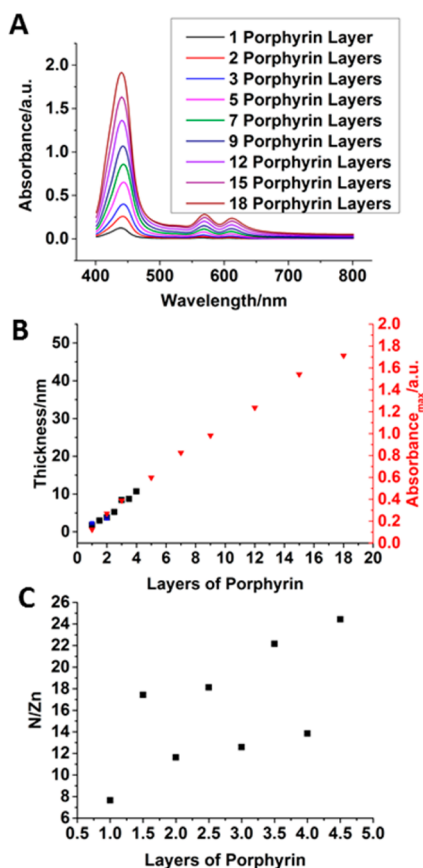 A
1 Porphyrin Layer
2 Porphyrin Layers
3 Porphyrin Layers
5 Porphyrin Layers
7 Porphyrin Layers
9 Porphyrin Layers
12 Porphyrin Layers
15 Porphyrin Layers
18 Porphyrin Layers
Absorbance/a.u.
2.0
1.5
1.0
0.5
0.0
400 500 600 700 800
Wavelength/nm
B
Thickness/nm
50
40
30
20
10
0
2.0
1.8
1.6
1.4
1.2
1.0
0.8
0.6
0.4
0.2
0.0
Absorbance max/a.u.
0 2 4 6 8 10 12 14 16 18 20
Layers of Porphyrin
C
N/Zn
26
24
22
20
18
16
14
12
10
8
6
0.5 1.0 1.5 2.0 2.5 3.0 3.5 4.0 4.5 5.0
Layers of Porphyrin